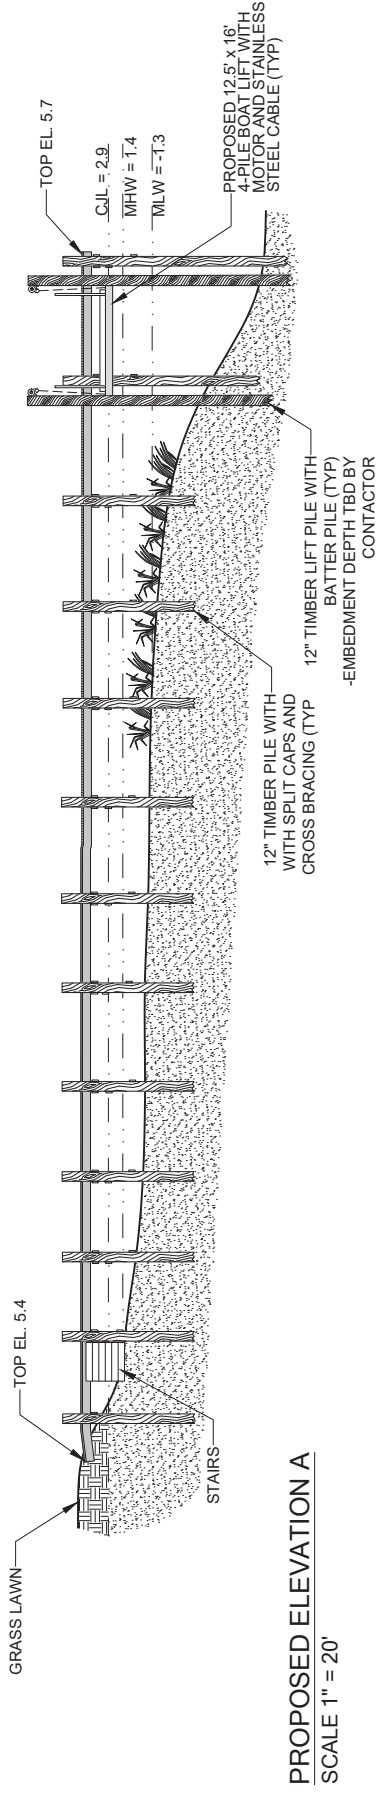 GRASS LAWN
TOP EL. 5.4
STAIRS
TOP EL. 5.7
CJL = 2.9
MHW = 1.4
MLW = -1.3
PROPOSED 12.5' x 16'
4-PILE BOAT LIFT WITH
MOTOR AND STAINLESS
STEEL CABLE (TYP)
12" TIMBER PILE WITH
WITH SPLIT CAPS AND
CROSS BRACING (TYP
12" TIMBER LIFT PILE WITH
BATTER PILE (TYP)
-EMBEDMENT DEPTH TBD BY
CONTACTOR
PROPOSED ELEVATION A
SCALE 1" = 20'